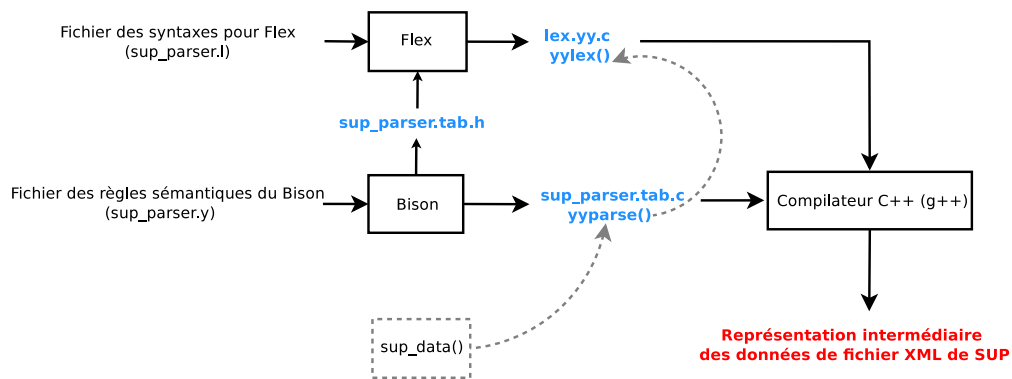 Fichier des syntaxes pour Flex
(sup_parser.l)
Flex
lex.yy.c
yylex()
sup_parser.tab.h
Fichier des règles sémantiques du Bison
(sup_parser.y)
Bison
sup_parser.tab.c
yyparse()
Compilateur C++ (g++)
sup_data()
Représentation intermédiaire
des données de fichier XML de SUP